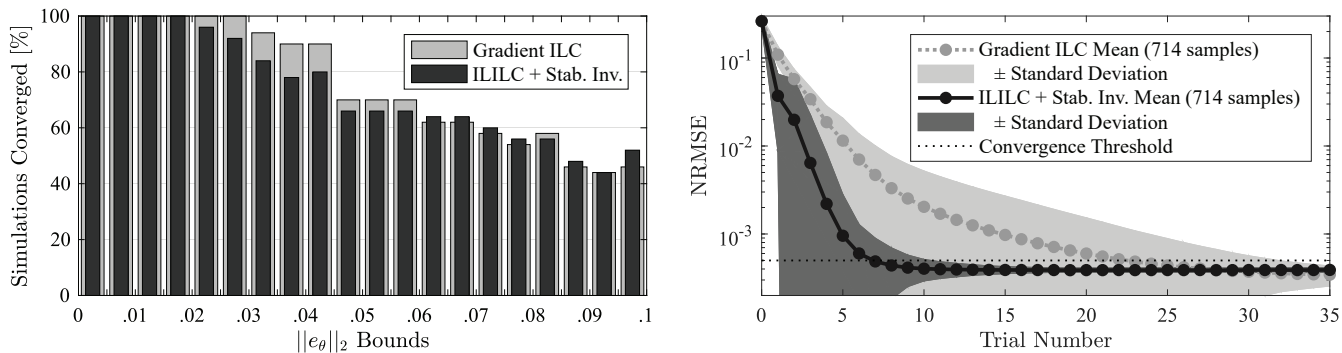 Simulations Converged [%]
100
80
60
40
20
0
Gradient ILC
ILILC + Stab. Inv.
0 .01 .02 .03 .04 .05 .06 .07 .08 .09 .1
||e_θ||₂ Bounds
NRMSE
10⁻¹
10⁻²
10⁻³
Gradient ILC Mean (714 samples)
± Standard Deviation
ILILC + Stab. Inv. Mean (714 samples)
± Standard Deviation
Convergence Threshold
0 5 10 15 20 25 30 35
Trial Number